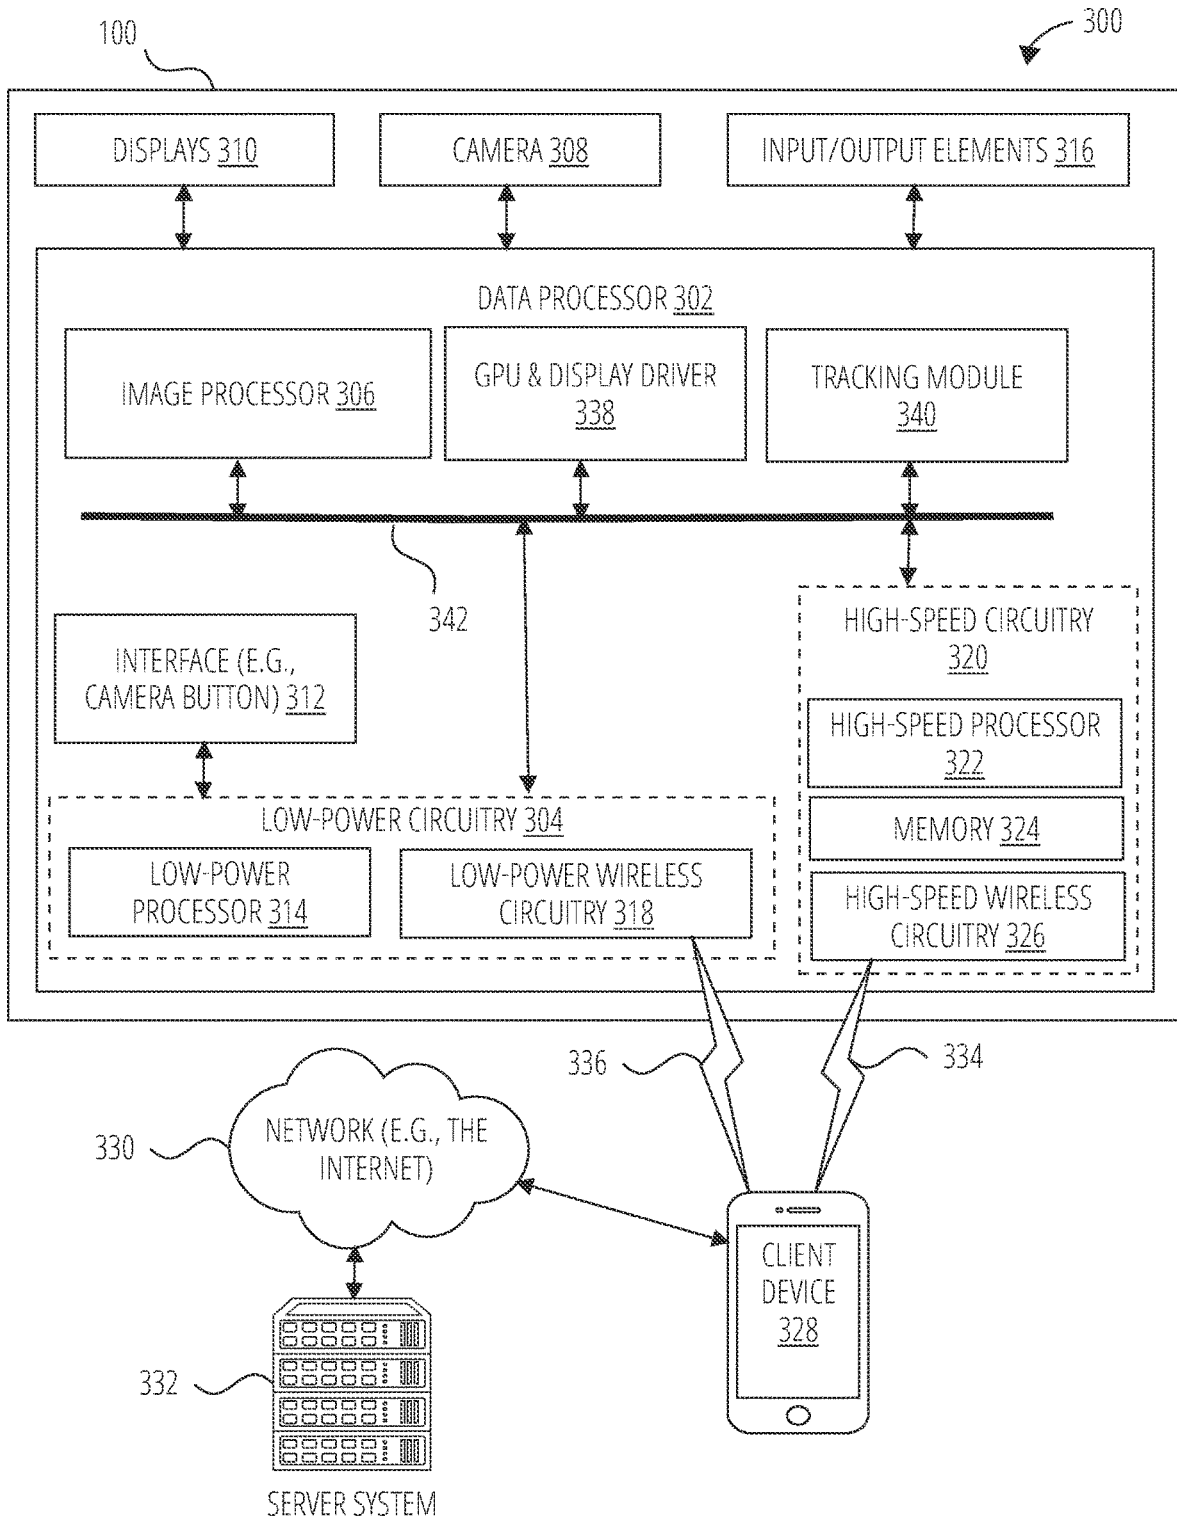 100
300
DISPLAYS 310
CAMERA 308
INPUT/OUTPUT ELEMENTS 316
DATA PROCESSOR 302
IMAGE PROCESSOR 306
GPU & DISPLAY DRIVER
338
TRACKING MODULE
340
342
INTERFACE (E.G.,
CAMERA BUTTON) 312
HIGH-SPEED CIRCUITRY
320
HIGH-SPEED PROCESSOR
322
MEMORY 324
HIGH-SPEED WIRELESS
CIRCUITRY 326
LOW-POWER CIRCUITRY 304
LOW-POWER
PROCESSOR 314
LOW-POWER WIRELESS
CIRCUITRY 318
336
334
330
NETWORK (E.G., THE
INTERNET)
CLIENT
DEVICE
328
332
SERVER SYSTEM